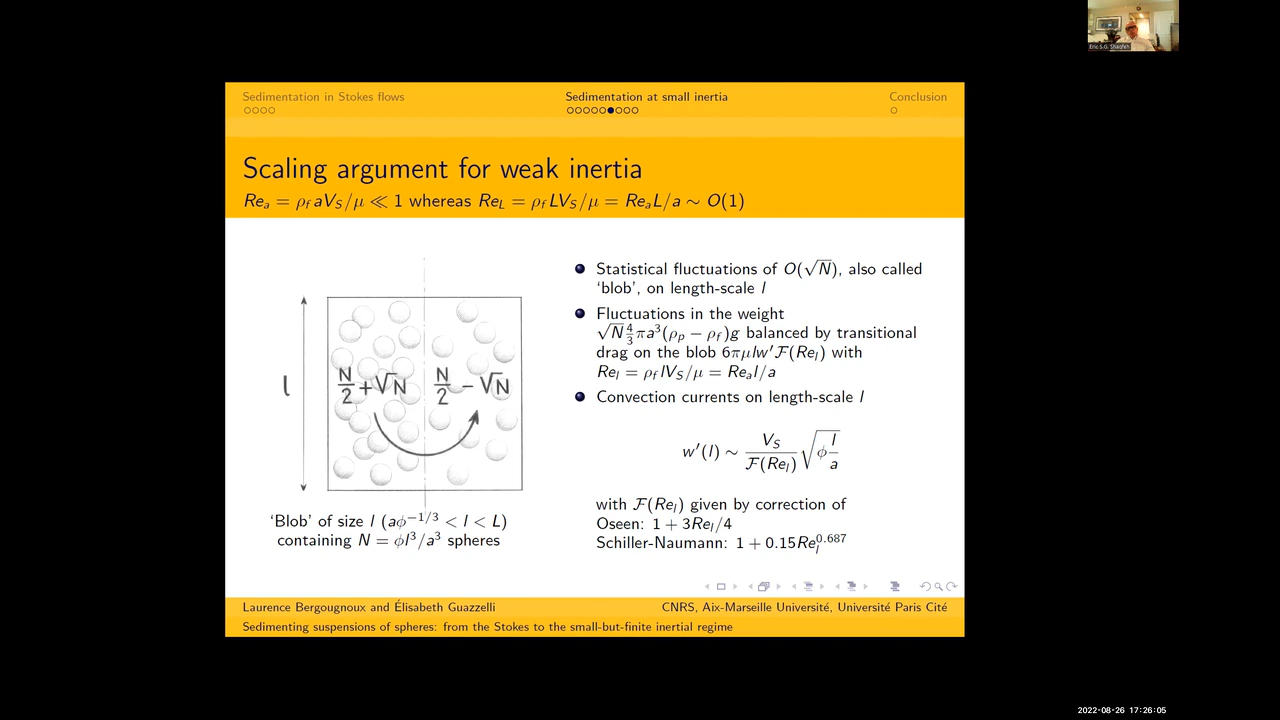 Eric S.G. Shaqfeh
Sedimentation in Stokes flows
Sedimentation at small inertia
Conclusion
Scaling argument for weak inertia
Re_a = ρ_f aV_S/μ ≪ 1 whereas Re_L = ρ_f LV_S/μ = Re_a L/a ∼ O(1)
l
N/2 + √N
N/2 − √N
'Blob' of size l (aϕ^{−1/3} < l < L)
containing N = ϕl³/a³ spheres
Statistical fluctuations of O(√N), also called
'blob', on length-scale l
Fluctuations in the weight
√N 4/3 πa³(ρ_p − ρ_f)g balanced by transitional
drag on the blob 6πμlw′F(Re_l) with
Re_l = ρ_f lV_S/μ = Re_a l/a
Convection currents on length-scale l
w′(l) ∼ V_S/F(Re_l) √(ϕ l/a)
with F(Re_l) given by correction of
Oseen: 1 + 3Re_l/4
Schiller-Naumann: 1 + 0.15Re_l^{0.687}
Laurence Bergougnoux and Élisabeth Guazzelli
CNRS, Aix-Marseille Université, Université Paris Cité
Sedimenting suspensions of spheres: from the Stokes to the small-but-finite inertial regime
2022-08-26 17:26:05